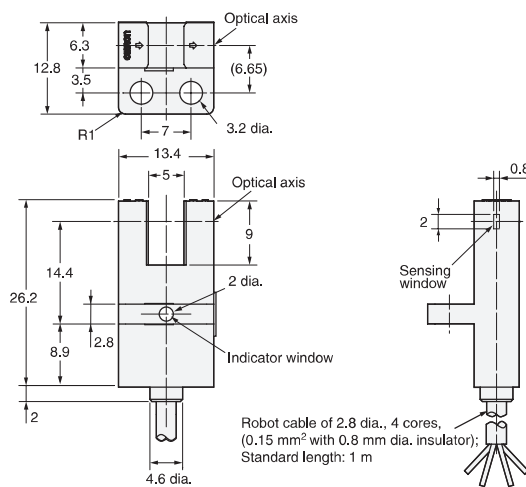 Optical axis
6.3
12.8
3.5
(6.65)
omron
R1
7
3.2 dia.
13.4
5
Optical axis
0.8
2
9
Sensing
window
14.4
26.2
2 dia.
2.8
8.9
Indicator window
2
Robot cable of 2.8 dia., 4 cores,
(0.15 mm² with 0.8 mm dia. insulator);
Standard length: 1 m
4.6 dia.